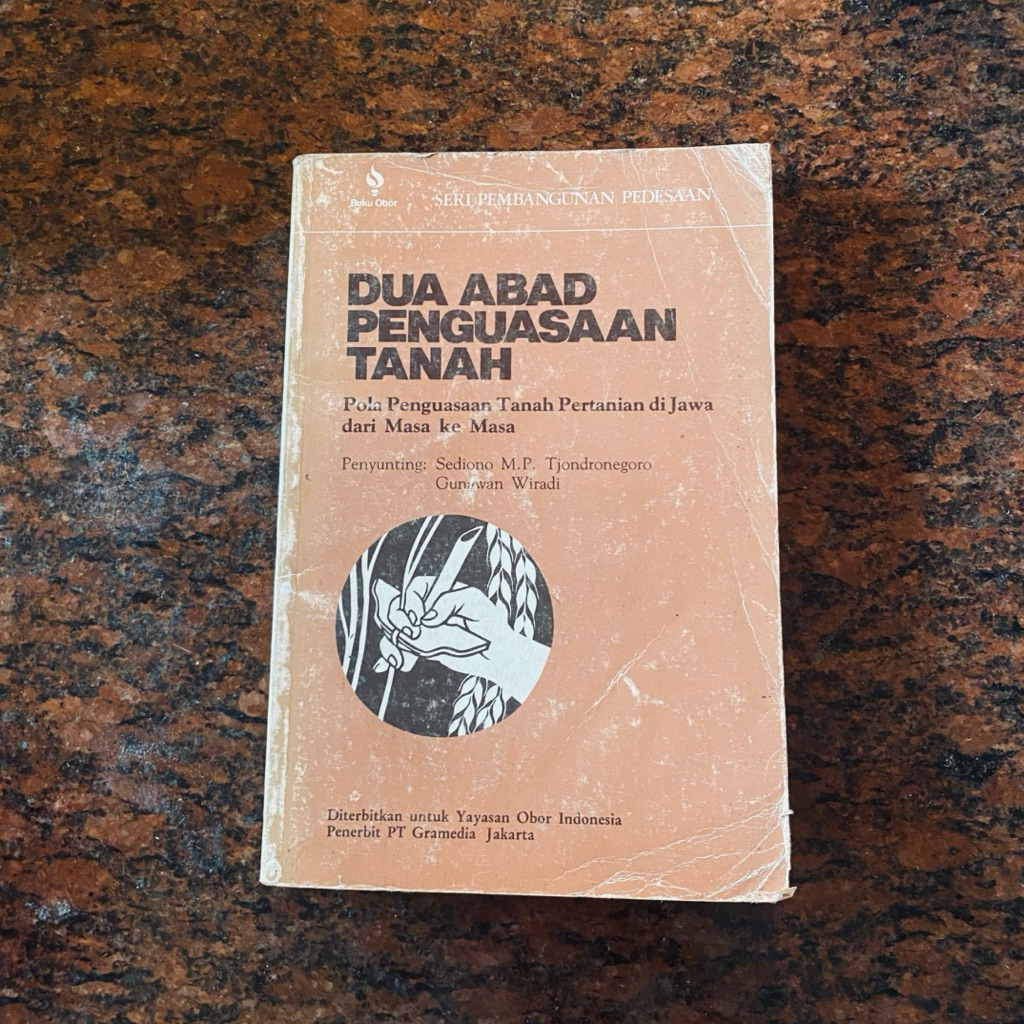 Buku Obor
SERI PEMBANGUNAN PEDESAAN
DUA ABAD
PENGUASAAN
TANAH
Pola Penguasaan Tanah Pertanian di Jawa
dari Masa ke Masa
Penyunting: Sediono M.P. Tjondronegoro
Gunawan Wiradi
Diterbitkan untuk Yayasan Obor Indonesia
Penerbit PT Gramedia Jakarta